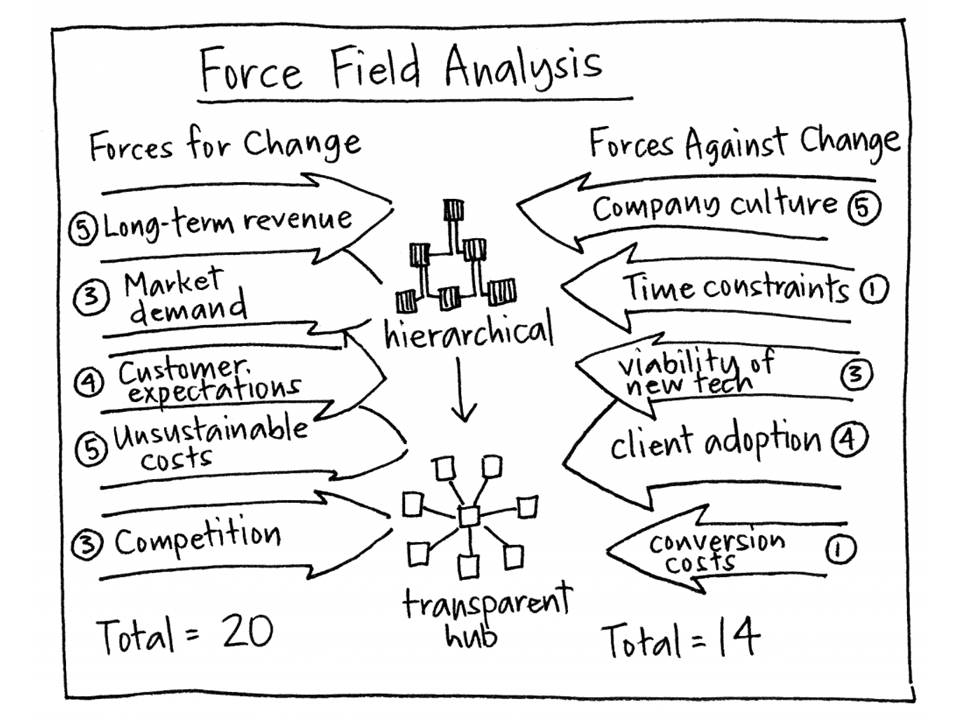 Force Field Analysis
Forces for Change
⑤ Long-term revenue
③ Market
demand
④ Customer.
expectations
⑤ Unsustainable
costs
③ Competition
Total = 20
hierarchical
transparent
hub
Forces Against Change
Company culture ⑤
Time constraints ①
viability of
new tech ③
client adoption ④
conversion
costs ①
Total = 14